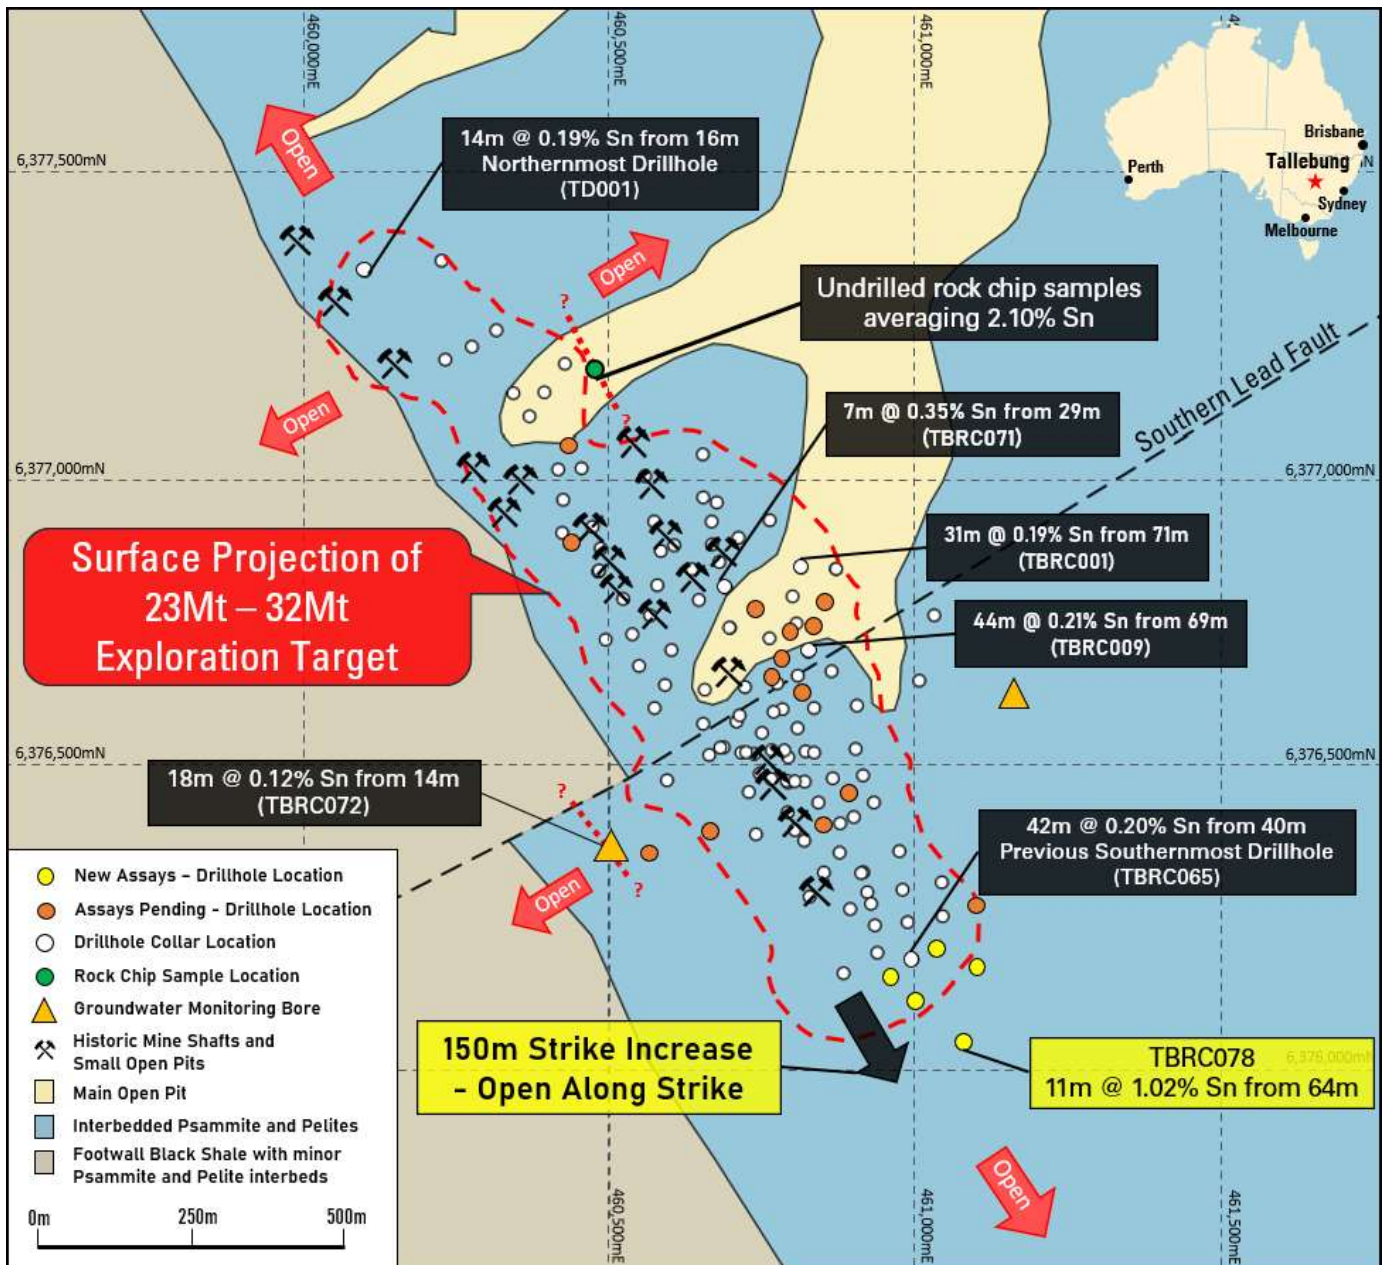 460,000mE
460,500mE
461,000mE
Open
14m @ 0.19% Sn from 16m
Northernmost Drillhole
(TD001)
Brisbane
Perth
Tallebung
Sydney
Melbourne
6,377,500mN
N
Open
?
Undrilled rock chip samples
averaging 2.10% Sn
Southern Lead Fault
Open
?
7m @ 0.35% Sn from 29m
(TBRC071)
6,377,000mN
6,377,000mN
Surface Projection of
23Mt – 32Mt
Exploration Target
31m @ 0.19% Sn from 71m
(TBRC001)
44m @ 0.21% Sn from 69m
(TBRC009)
6,376,500mN
6,376,500mN
18m @ 0.12% Sn from 14m
(TBRC072)
?
?
Open
42m @ 0.20% Sn from 40m
Previous Southernmost Drillhole
(TBRC065)
New Assays – Drillhole Location
Assays Pending - Drillhole Location
Drillhole Collar Location
Rock Chip Sample Location
Groundwater Monitoring Bore
Historic Mine Shafts and
Small Open Pits
Main Open Pit
Interbedded Psammite and Pelites
Footwall Black Shale with minor
Psammite and Pelite interbeds
0m
250m
500m
150m Strike Increase
- Open Along Strike
TBRC078
11m @ 1.02% Sn from 64m
6,376,000mN
Open
460,500mE
461,000mE
461,500mE